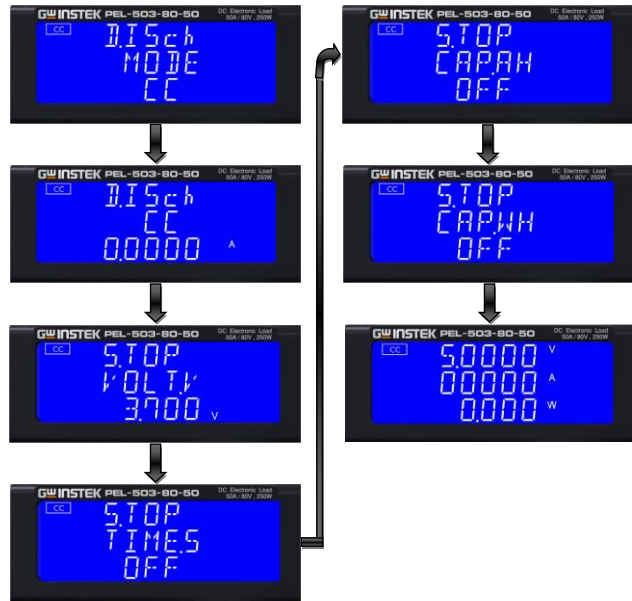 GW INSTEK PEL-503-80-50 DC Electronic Load
50A / 80V , 250W
CC
D.ISch
MODE
CC
GW INSTEK PEL-503-80-50 DC Electronic Load
50A / 80V , 250W
CC
D.ISch
CC
0.0000 A
GW INSTEK PEL-503-80-50 DC Electronic Load
50A / 80V , 250W
CC
S.TOP
VOLT.V
3.700 V
GW INSTEK PEL-503-80-50 DC Electronic Load
50A / 80V , 250W
CC
S.TOP
TIME.S
OFF
GW INSTEK PEL-503-80-50 DC Electronic Load
50A / 80V , 250W
CC
S.TOP
CAP.AH
OFF
GW INSTEK PEL-503-80-50 DC Electronic Load
50A / 80V , 250W
CC
S.TOP
CAP.WH
OFF
GW INSTEK PEL-503-80-50 DC Electronic Load
50A / 80V , 250W
CC
5.0000 V
00000 A
0.000 W